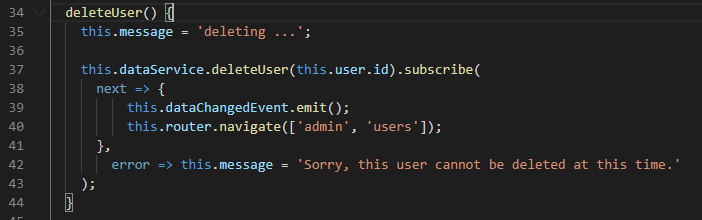 34 deleteUser() {
35 this.message = 'deleting ...';
36
37 this.dataService.deleteUser(this.user.id).subscribe(
38 next => {
39 this.dataChangedEvent.emit();
40 this.router.navigate(['admin', 'users']);
41 },
42 error => this.message = 'Sorry, this user cannot be deleted at this time.'
43 );
44 }